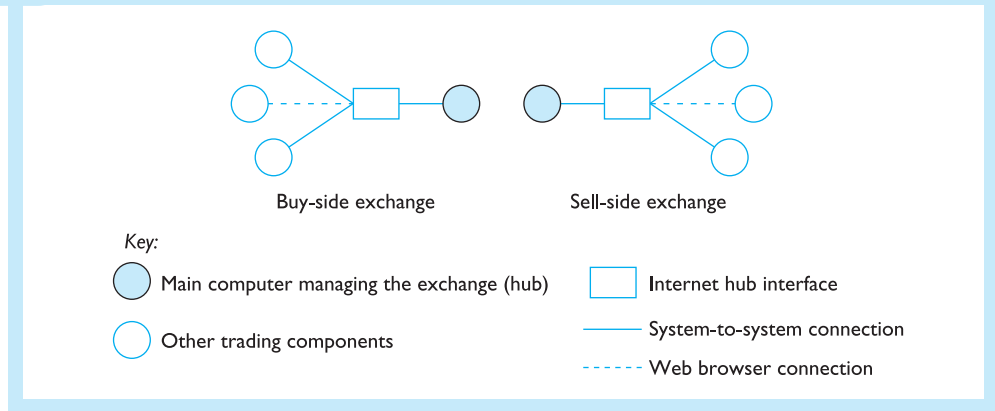 Buy-side exchange
Sell-side exchange
Key:
Main computer managing the exchange (hub)
Internet hub interface
Other trading components
System-to-system connection
Web browser connection